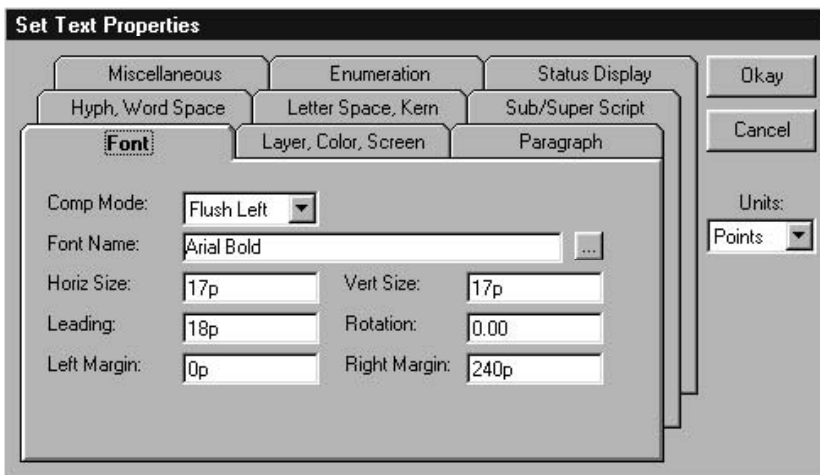 Set Text Properties
Miscellaneous Enumeration Status Display
Hyph, Word Space Letter Space, Kern Sub/Super Script
Font Layer, Color, Screen Paragraph
Okay
Cancel
Comp Mode: Flush Left
Units:
Font Name: Arial Bold ...
Points
Horiz Size: 17p Vert Size: 17p
Leading: 18p Rotation: 0.00
Left Margin: 0p Right Margin: 240p